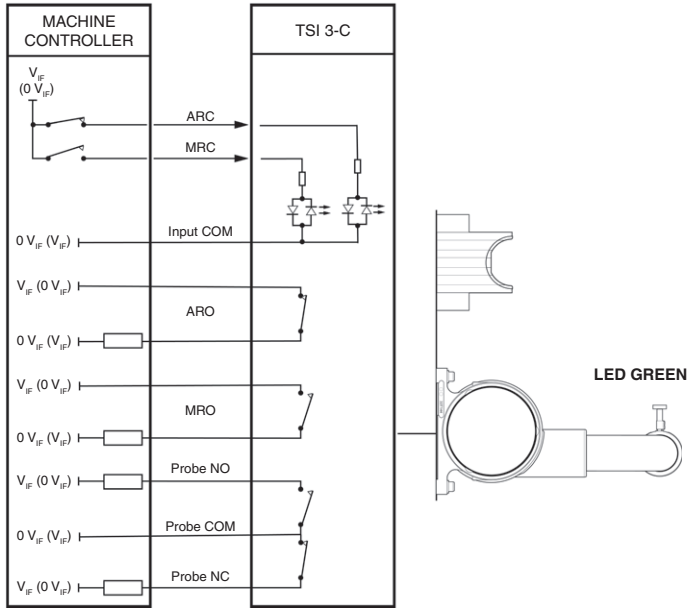 MACHINE
CONTROLLER
TSI 3-C
V_IF
(0 V_IF)
ARC
MRC
Input COM
0 V_IF (V_IF)
V_IF (0 V_IF)
ARO
0 V_IF (V_IF)
V_IF (0 V_IF)
MRO
0 V_IF (V_IF)
V_IF (0 V_IF)
Probe NO
0 V_IF (V_IF)
Probe COM
V_IF (0 V_IF)
Probe NC
LED GREEN